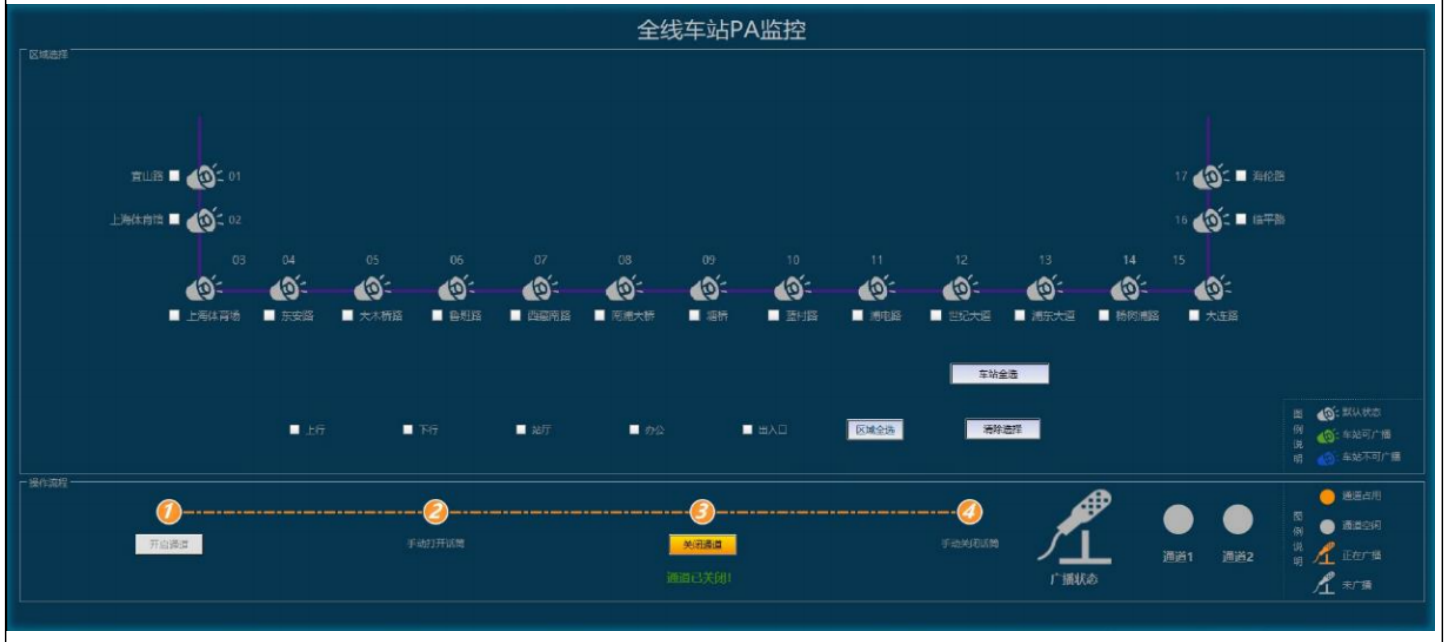 全线车站PA监控
区域选择
宜山路 01
17 海伦路
上海体育馆 02
16 临平路
03 04 05 06 07 08 09 10 11 12 13 14 15
上海体育场 东安路 大木桥路 鲁班路 西藏南路 南浦大桥 塘桥 蓝村路 浦电路 世纪大道 浦东大道 杨树浦路 大连路
车站全选
上行 下行 站厅 办公 出入口 区域全选 清除选择
图例说明
默认状态
车站可广播
车站不可广播
操作流程
1 2 3 4
开启通道 手动打开话筒 关闭通道 手动关闭话筒
通道已关闭!
广播状态
通道1 通道2
图例说明
通道占用
通道空闲
正在广播
未广播